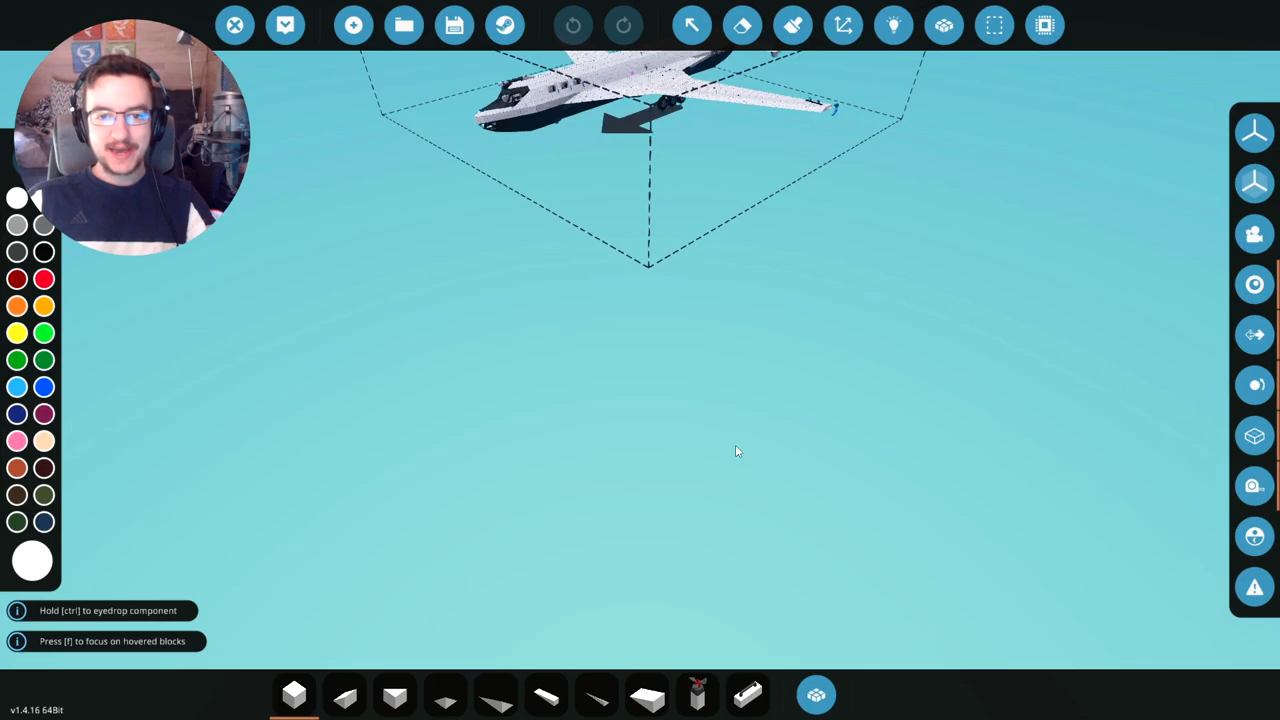 Hold [ctrl] to eyedrop component
Press [f] to focus on hovered blocks
v1.4.16 64Bit